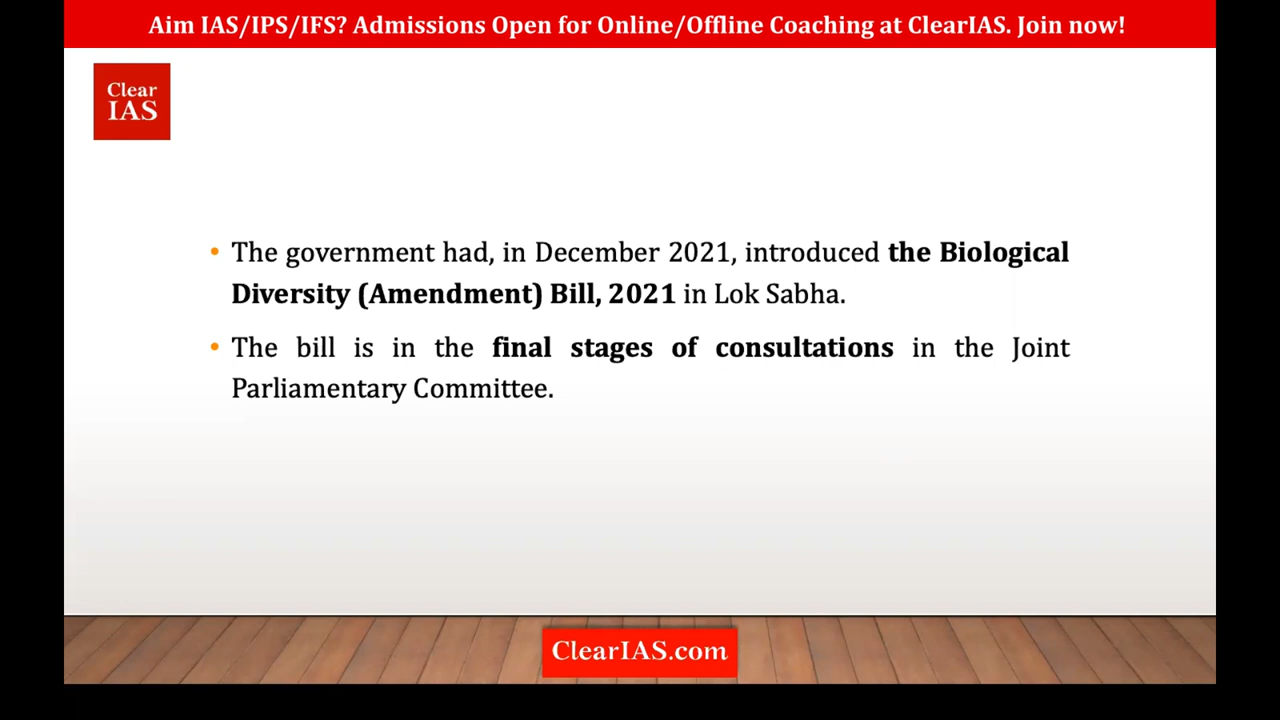 Aim IAS/IPS/IFS? Admissions Open for Online/Offline Coaching at ClearIAS. Join now!
Clear
IAS
• The government had, in December 2021, introduced the Biological
Diversity (Amendment) Bill, 2021 in Lok Sabha.
• The bill is in the final stages of consultations in the Joint
Parliamentary Committee.
ClearIAS.com